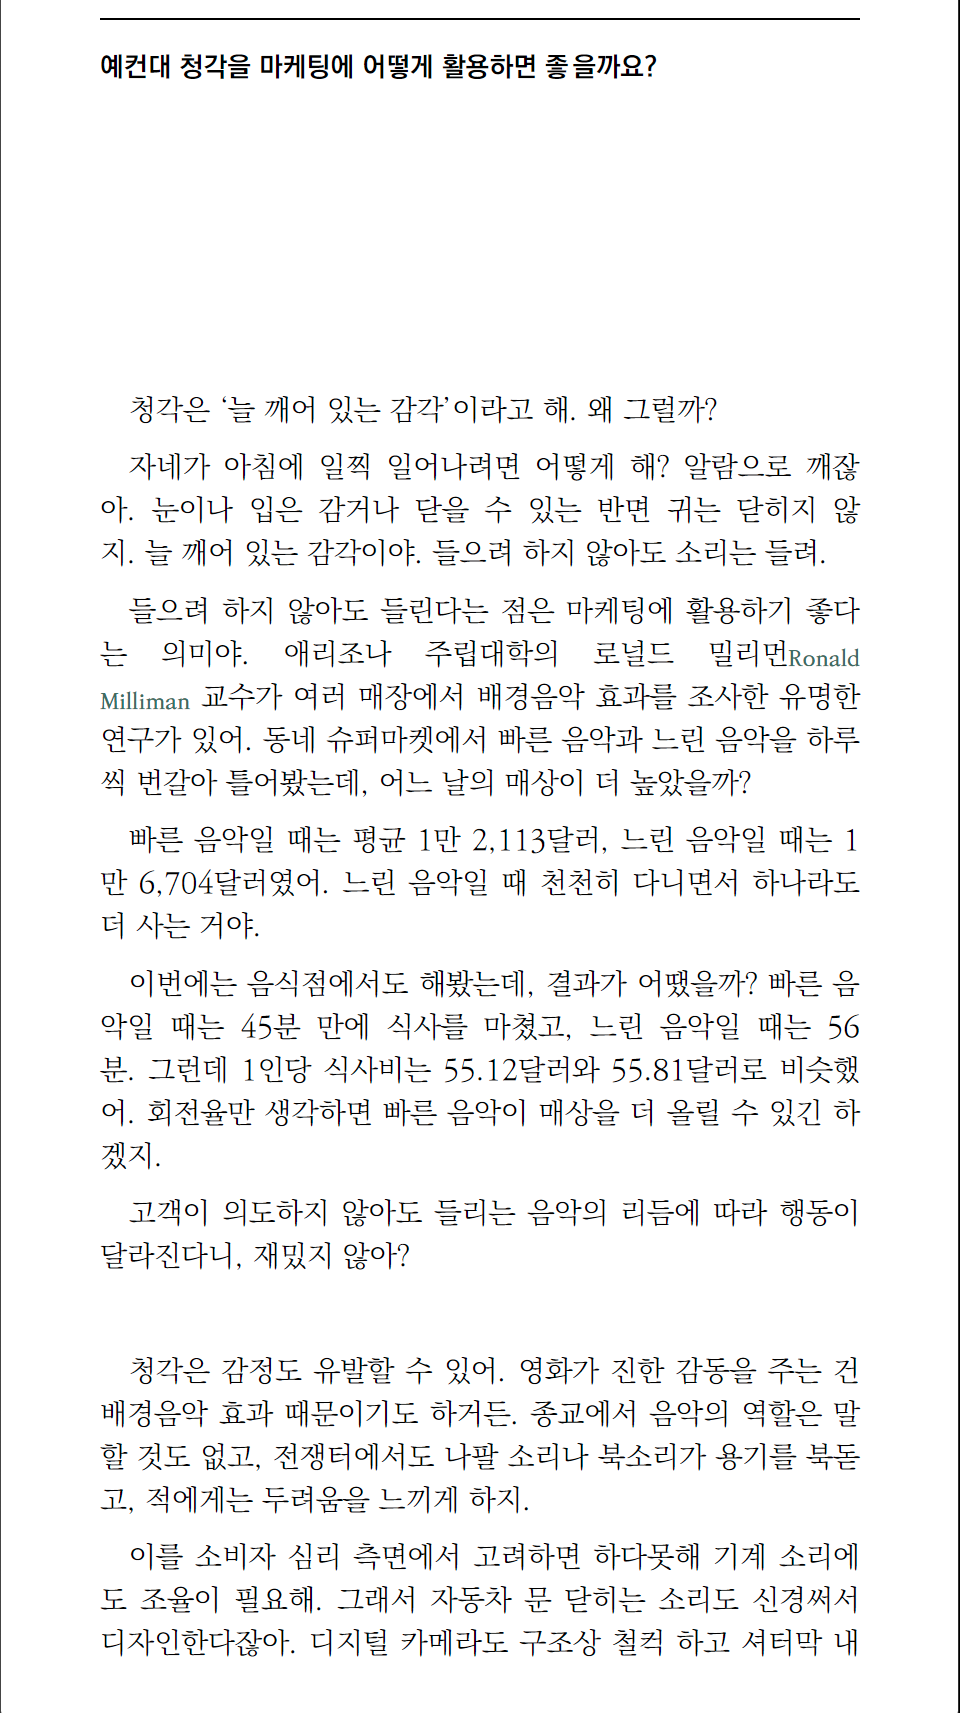 예컨대 청각을 마케팅에 어떻게 활용하면 좋을까요?
청각은 ‘늘 깨어 있는 감각’이라고 해. 왜 그럴까?
자네가 아침에 일찍 일어나려면 어떻게 해? 알람으로 깨잖
아. 눈이나 입은 감거나 닫을 수 있는 반면 귀는 닫히지 않
지. 늘 깨어 있는 감각이야. 들으려 하지 않아도 소리는 들려.
들으려 하지 않아도 들린다는 점은 마케팅에 활용하기 좋다
는 의미야. 애리조나 주립대학의 로널드 밀리먼Ronald
Milliman 교수가 여러 매장에서 배경음악 효과를 조사한 유명한
연구가 있어. 동네 슈퍼마켓에서 빠른 음악과 느린 음악을 하루
씩 번갈아 틀어봤는데, 어느 날의 매상이 더 높았을까?
빠른 음악일 때는 평균 1만 2,113달러, 느린 음악일 때는 1
만 6,704달러였어. 느린 음악일 때 천천히 다니면서 하나라도
더 사는 거야.
이번에는 음식점에서도 해봤는데, 결과가 어땠을까? 빠른 음
악일 때는 45분 만에 식사를 마쳤고, 느린 음악일 때는 56
분. 그런데 1인당 식사비는 55.12달러와 55.81달러로 비슷했
어. 회전율만 생각하면 빠른 음악이 매상을 더 올릴 수 있긴 하
겠지.
고객이 의도하지 않아도 들리는 음악의 리듬에 따라 행동이
달라진다니, 재밌지 않아?
청각은 감정도 유발할 수 있어. 영화가 진한 감동을 주는 건
배경음악 효과 때문이기도 하거든. 종교에서 음악의 역할은 말
할 것도 없고, 전쟁터에서도 나팔 소리나 북소리가 용기를 북돋
고, 적에게는 두려움을 느끼게 하지.
이를 소비자 심리 측면에서 고려하면 하다못해 기계 소리에
도 조율이 필요해. 그래서 자동차 문 닫히는 소리도 신경써서
디자인한다잖아. 디지털 카메라도 구조상 철컥 하고 셔터막 내